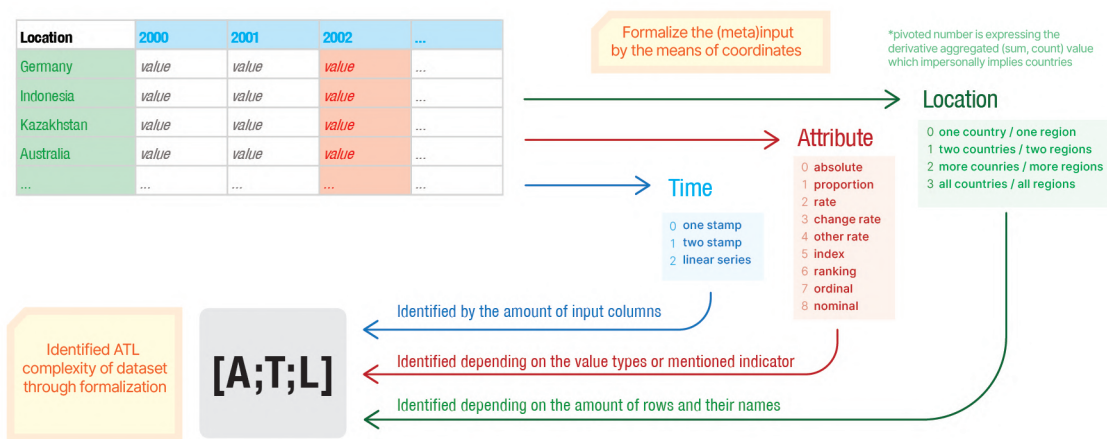 Location 2000 2001 2002 ...
Germany value value value ...
Indonesia value value value ...
Kazakhstan value value value ...
Australia value value value ...
... ... ... ... ...
Formalize the (meta)input
by the means of coordinates
*pivoted number is expressing the
derivative aggregated (sum, count) value
which impersonally implies countries
Location
0 one country / one region
1 two countries / two regions
2 more counries / more regions
3 all countries / all regions
Attribute
0 absolute
1 proportion
2 rate
3 change rate
4 other rate
5 index
6 ranking
7 ordinal
8 nominal
Time
0 one stamp
1 two stamp
2 linear series
Identified ATL
complexity of dataset
through formalization
[A;T;L]
Identified by the amount of input columns
Identified depending on the value types or mentioned indicator
Identified depending on the amount of rows and their names